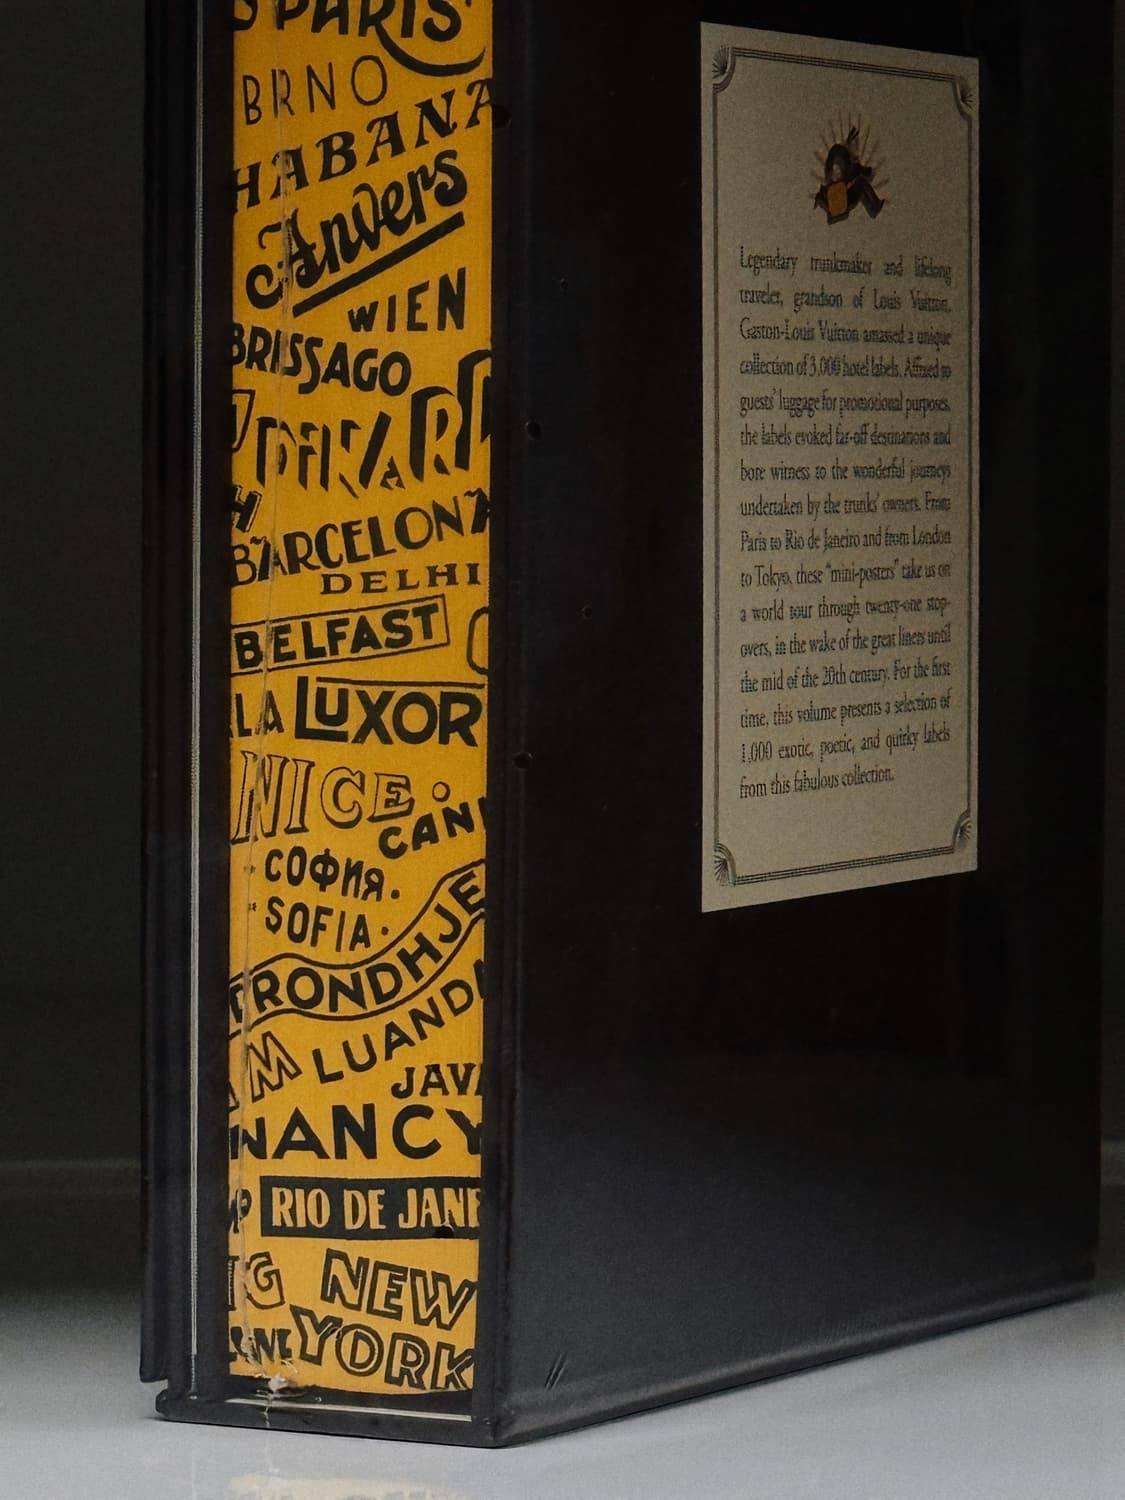 PARIS
BRNO
HABANA
Anvers
WIEN
BRISSAGO
BARCELONA
DELHI
BELFAST
LA LUXOR
NICE.
CAN
СОФИЯ.
SOFIA.
TRONDHJE
LUAND
JAVA
NANCY
RIO DE JANE
NEW
YORK
Legendary trunkmaker and lifelong
traveler, grandson of Louis Vuitton,
Gaston-Louis Vuitton amassed a unique
collection of 3,000 hotel labels. Affixed to
guests' luggage for promotional purposes,
the labels evoked far-off destinations and
bore witness to the wonderful journeys
undertaken by the trunks' owners. From
Paris to Rio de Janeiro and from London
to Tokyo, these "mini-posters" take us on
a world tour through twenty-one stop-
overs, in the wake of the great liners until
the mid of the 20th century. For the first
time, this volume presents a selection of
1,000 exotic, poetic, and quirky labels
from this fabulous collection.